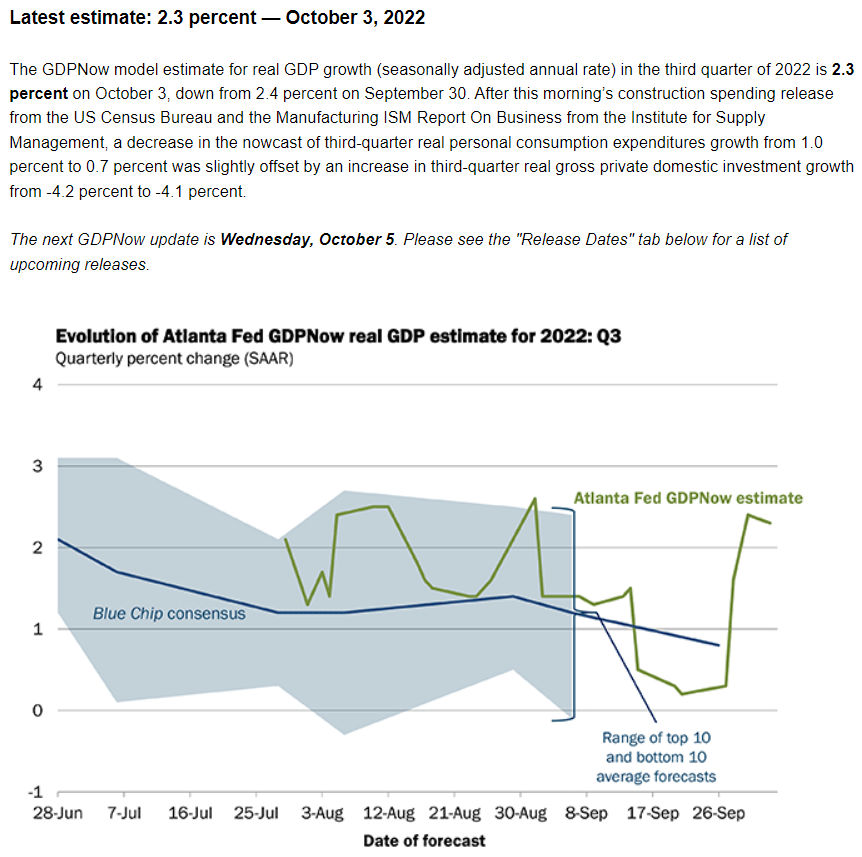 Latest estimate: 2.3 percent — October 3, 2022
The GDPNow model estimate for real GDP growth (seasonally adjusted annual rate) in the third quarter of 2022 is 2.3
percent on October 3, down from 2.4 percent on September 30. After this morning’s construction spending release
from the US Census Bureau and the Manufacturing ISM Report On Business from the Institute for Supply
Management, a decrease in the nowcast of third-quarter real personal consumption expenditures growth from 1.0
percent to 0.7 percent was slightly offset by an increase in third-quarter real gross private domestic investment growth
from -4.2 percent to -4.1 percent.
The next GDPNow update is Wednesday, October 5. Please see the "Release Dates" tab below for a list of
upcoming releases.
Evolution of Atlanta Fed GDPNow real GDP estimate for 2022: Q3
Quarterly percent change (SAAR)
4
3
Atlanta Fed GDPNow estimate
2
Blue Chip consensus
1
0
Range of top 10
and bottom 10
average forecasts
-1
28-Jun 7-Jul 16-Jul 25-Jul 3-Aug 12-Aug 21-Aug 30-Aug 8-Sep 17-Sep 26-Sep
Date of forecast